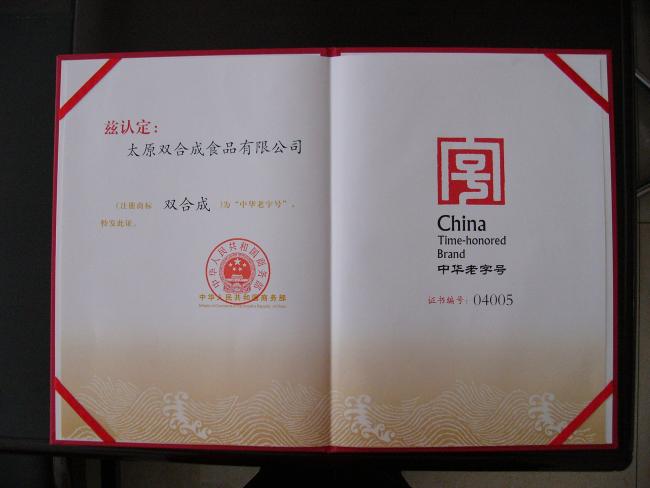 兹认定：
太原双合成食品有限公司
（注册商标 双合成 ）为“中华老字号”，
特发此证。
中华人民共和国商务部
中华人民共和国商务部
China
Time-honored
Brand
中华老字号
证书编号：04005